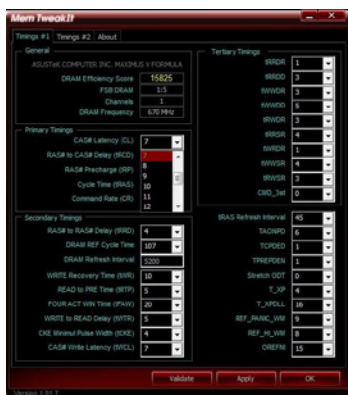 Mem TweakIt
Timings #1 Timings #2 About
General
ASUSTeK COMPUTER INC. MAXIMUS V FORMULA
DRAM Efficiency Score 15825
FSB:DRAM 1:5
Channels 1
DRAM Frequency 670 MHz
Primary Timings
CAS# Latency (CL) 7
RAS# to CAS# Delay (tRCD) 7
RAS# Precharge (tRP) 8
9
Cycle Time (tRAS) 10
Command Rate (CR) 11
12
Secondary Timings
RAS# to RAS# Delay (tRRD) 4
DRAM REF Cycle Time 107
DRAM Refresh Interval 5200
WRITE Recovery Time (tWR) 10
READ to PRE Time (tRTP) 5
FOUR ACT WIN Time (tFAW) 20
WRITE to READ Delay (tWTR) 5
CKE Minimul Pulse Width (tCKE) 4
CAS# Write Latency (tWCL) 7
Tertiary Timings
tRRDR 1
tRRDD 3
tWWDR 3
tWWDD 5
tRWDR 3
tRRSR 4
tWRDR 1
tWWSR 4
tRWSR 3
CMD_3st 0
tRAS Refresh Interval 45
TAONPD 6
TCPDED 1
TPREPDEN 1
Stretch ODT 0
T_XP 4
T_XPDLL 16
REF_PANIC_WM 9
REF_HI_WM 8
OREFNI 15
Validate Apply OK
Version 1.01.7